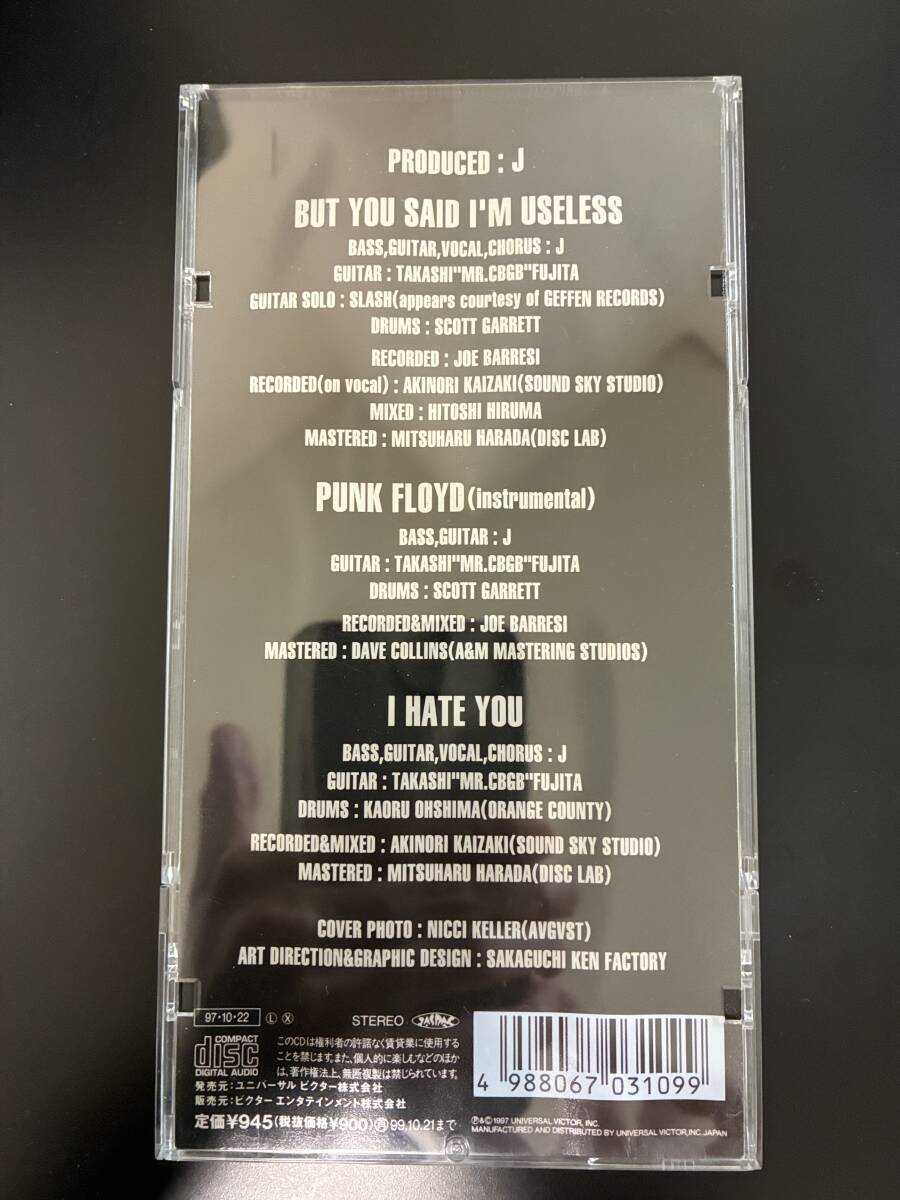 PRODUCED : J
BUT YOU SAID I'M USELESS
BASS,GUITAR,VOCAL,CHORUS : J
GUITAR : TAKASHI"MR.CBGB"FUJITA
GUITAR SOLO : SLASH(appears courtesy of GEFFEN RECORDS)
DRUMS : SCOTT GARRETT
RECORDED : JOE BARRESI
RECORDED(on vocal) : AKINORI KAIZAKI(SOUND SKY STUDIO)
MIXED : HITOSHI HIRUMA
MASTERED : MITSUHARU HARADA(DISC LAB)
PUNK FLOYD(instrumental)
BASS,GUITAR : J
GUITAR : TAKASHI"MR.CBGB"FUJITA
DRUMS : SCOTT GARRETT
RECORDED&MIXED : JOE BARRESI
MASTERED : DAVE COLLINS(A&M MASTERING STUDIOS)
I HATE YOU
BASS,GUITAR,VOCAL,CHORUS : J
GUITAR : TAKASHI"MR.CBGB"FUJITA
DRUMS : KAORU OHSHIMA(ORANGE COUNTY)
RECORDED&MIXED : AKINORI KAIZAKI(SOUND SKY STUDIO)
MASTERED : MITSUHARU HARADA(DISC LAB)
COVER PHOTO : NICCI KELLER(AVGVST)
ART DIRECTION&GRAPHIC DESIGN : SAKAGUCHI KEN FACTORY
97・10・22 Ⓛ Ⓧ STEREO JASRAC
COMPACT disc DIGITAL AUDIO
このCDは権利者の許諾なく賃貸業に使用する
ことを禁じます。また、個人的に楽しむなどのほか
は、著作権法上、無断複製は禁じられています。
発売元:ユニバーサル ビクター株式会社
販売元:ビクター エンタテインメント株式会社
定価¥945(税抜価格¥900)㋐99.10.21まで
4 988067 031099
Ⓟ&©1997 UNIVERSAL VICTOR, INC.
MANUFACTURED AND DISTRIBUTED BY UNIVERSAL VICTOR,INC.JAPAN